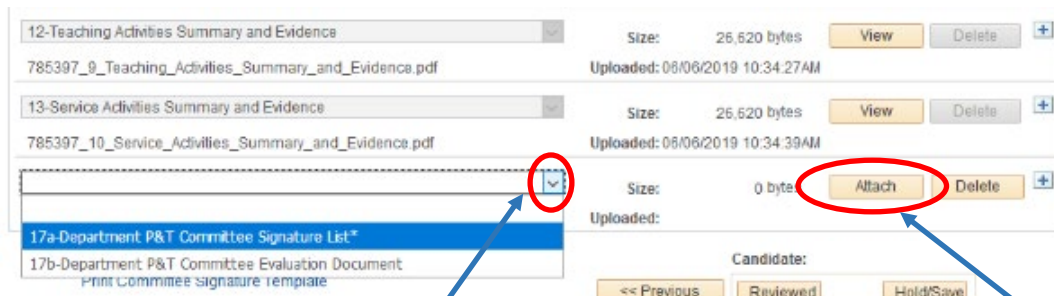 12-Teaching Activities Summary and Evidence Size: 26,620 bytes View Delete
785397_9_Teaching_Activities_Summary_and_Evidence.pdf Uploaded: 06/06/2019 10:34:27AM
13-Service Activities Summary and Evidence Size: 26,620 bytes View Delete
785397_10_Service_Activities_Summary_and_Evidence.pdf Uploaded: 06/06/2019 10:34:39AM
Size: 0 bytes Attach Delete
Uploaded:
17a-Department P&T Committee Signature List*
17b-Department P&T Committee Evaluation Document
Candidate:
Print Committee Signature Template
<< Previous Reviewed Hold/Save